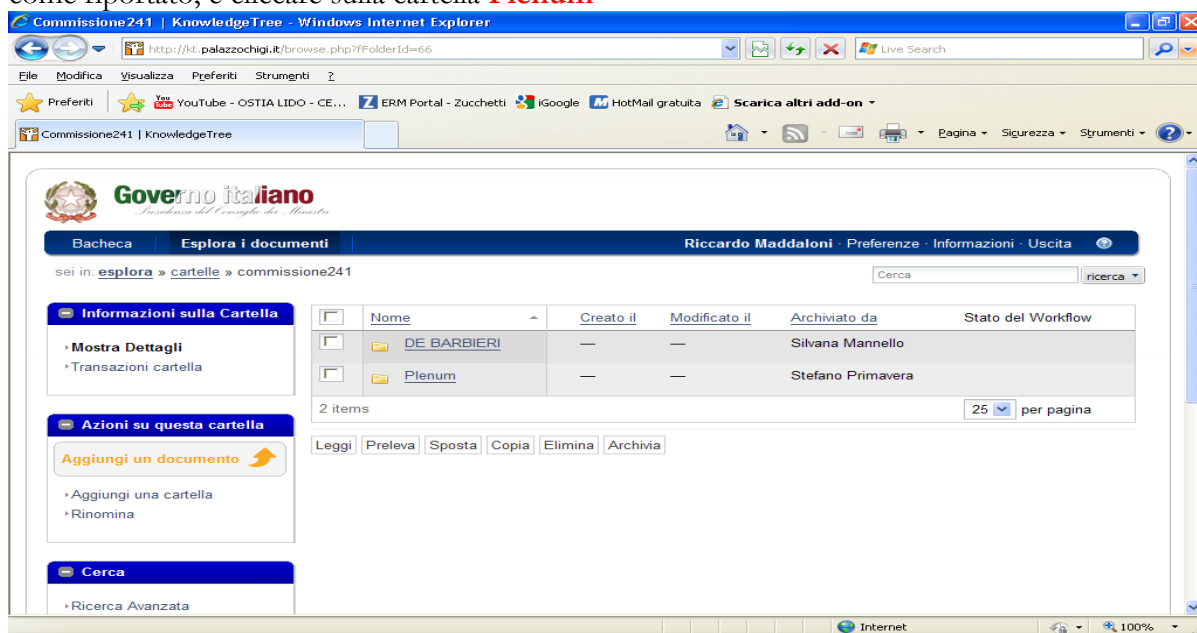 come riportato, e cliccare sulla cartella Plenum
Commissione241 | KnowledgeTree - Windows Internet Explorer
http://kt.palazzochigi.it/browse.php?fFolderId=66
Live Search
File Modifica Visualizza Preferiti Strumenti ?
Preferiti YouTube - OSTIA LIDO - CE... ERM Portal - Zucchetti iGoogle HotMail gratuita Scarica altri add-on
Commissione241 | KnowledgeTree
Pagina Sicurezza Strumenti
Governo italiano
Presidenza del Consiglio dei Ministri
Bacheca Esplora i documenti Riccardo Maddaloni · Preferenze · Informazioni · Uscita
sei in: esplora » cartelle » commissione241
Cerca ricerca
Informazioni sulla Cartella
Mostra Dettagli
Transazioni cartella
Nome Creato il Modificato il Archiviato da Stato del Workflow
DE BARBIERI — — Silvana Mannello
Plenum — — Stefano Primavera
2 items 25 per pagina
Leggi Preleva Sposta Copia Elimina Archivia
Azioni su questa cartella
Aggiungi un documento
Aggiungi una cartella
Rinomina
Cerca
Ricerca Avanzata
Internet 100%